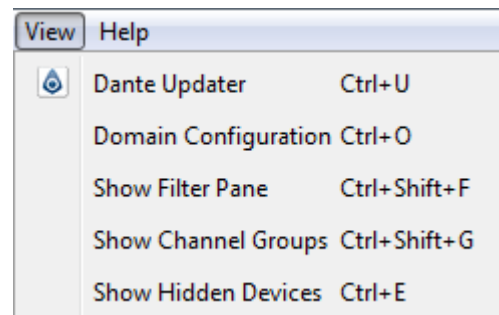 View Help
Dante Updater Ctrl+U
Domain Configuration Ctrl+O
Show Filter Pane Ctrl+Shift+F
Show Channel Groups Ctrl+Shift+G
Show Hidden Devices Ctrl+E